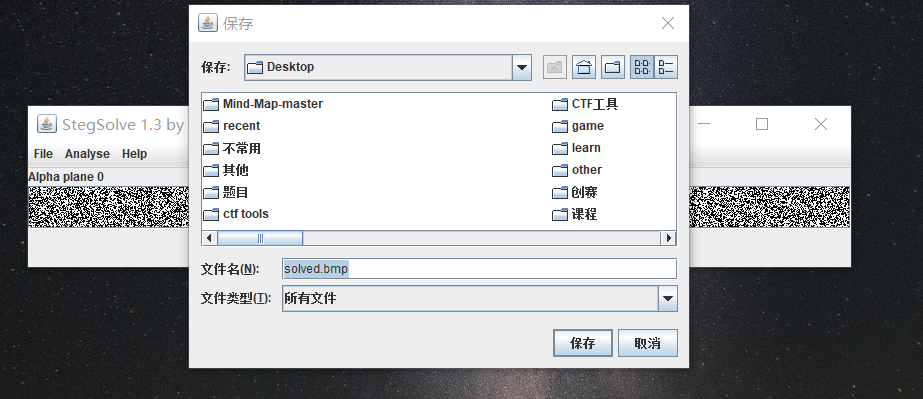 保存
保存:
Desktop
Mind-Map-master
CTF工具
recent
game
不常用
learn
其他
other
题目
创赛
ctf tools
课程
文件名(N):
solved.bmp
文件类型(T):
所有文件
保存
取消
StegSolve 1.3 by
File Analyse Help
Alpha plane 0